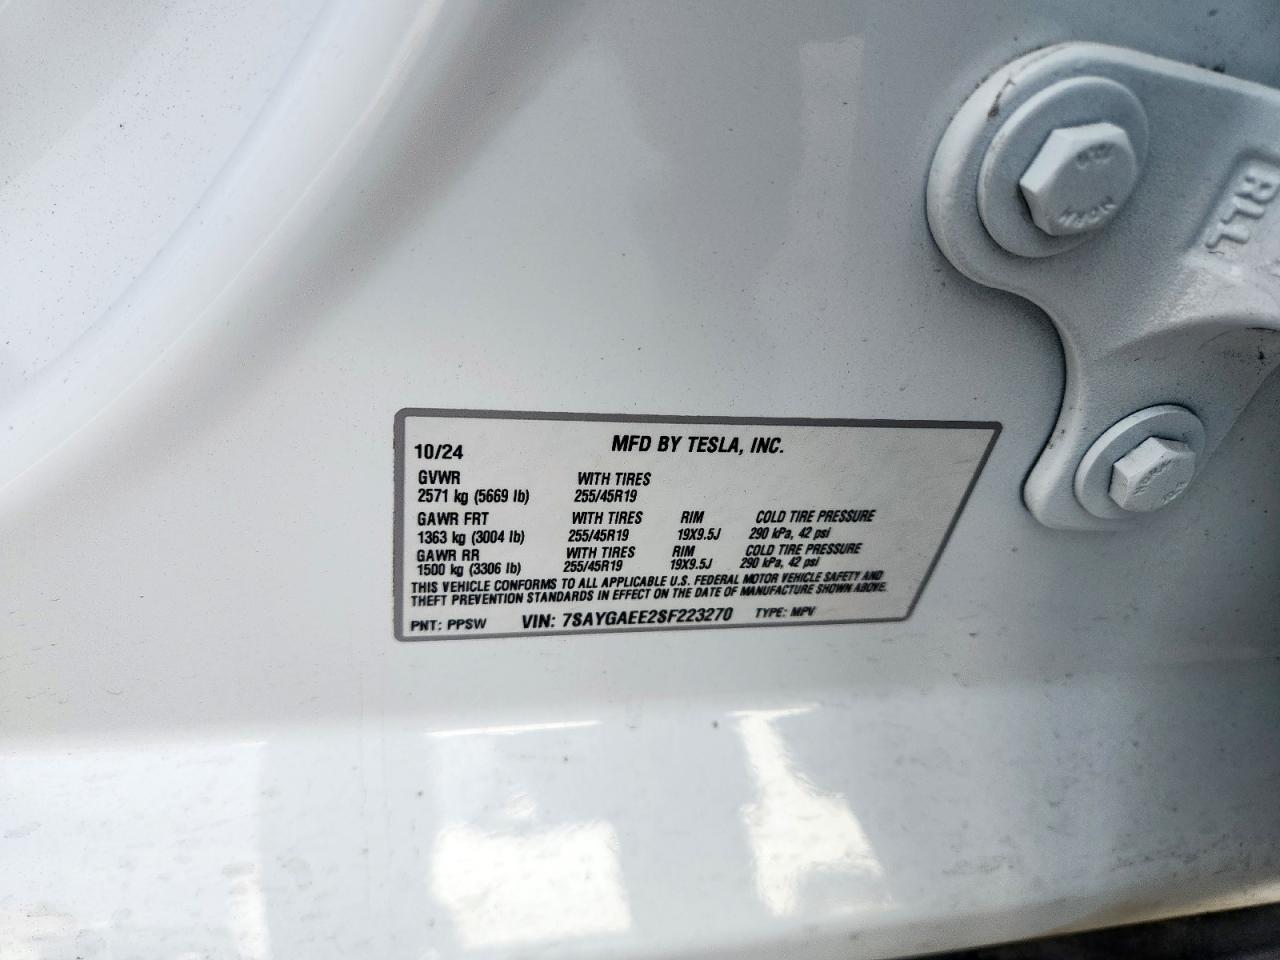 10/24 MFD BY TESLA, INC.
GVWR WITH TIRES
2571 kg (5669 lb) 255/45R19
GAWR FRT WITH TIRES RIM COLD TIRE PRESSURE
1363 kg (3004 lb) 255/45R19 19X9.5J 290 kPa, 42 psi
GAWR RR WITH TIRES RIM COLD TIRE PRESSURE
1500 kg (3306 lb) 255/45R19 19X9.5J 290 kPa, 42 psi
THIS VEHICLE CONFORMS TO ALL APPLICABLE U.S. FEDERAL MOTOR VEHICLE SAFETY AND
THEFT PREVENTION STANDARDS IN EFFECT ON THE DATE OF MANUFACTURE SHOWN ABOVE.
PNT: PPSW VIN: 7SAYGAEE2SF223270 TYPE: MPV
RLL